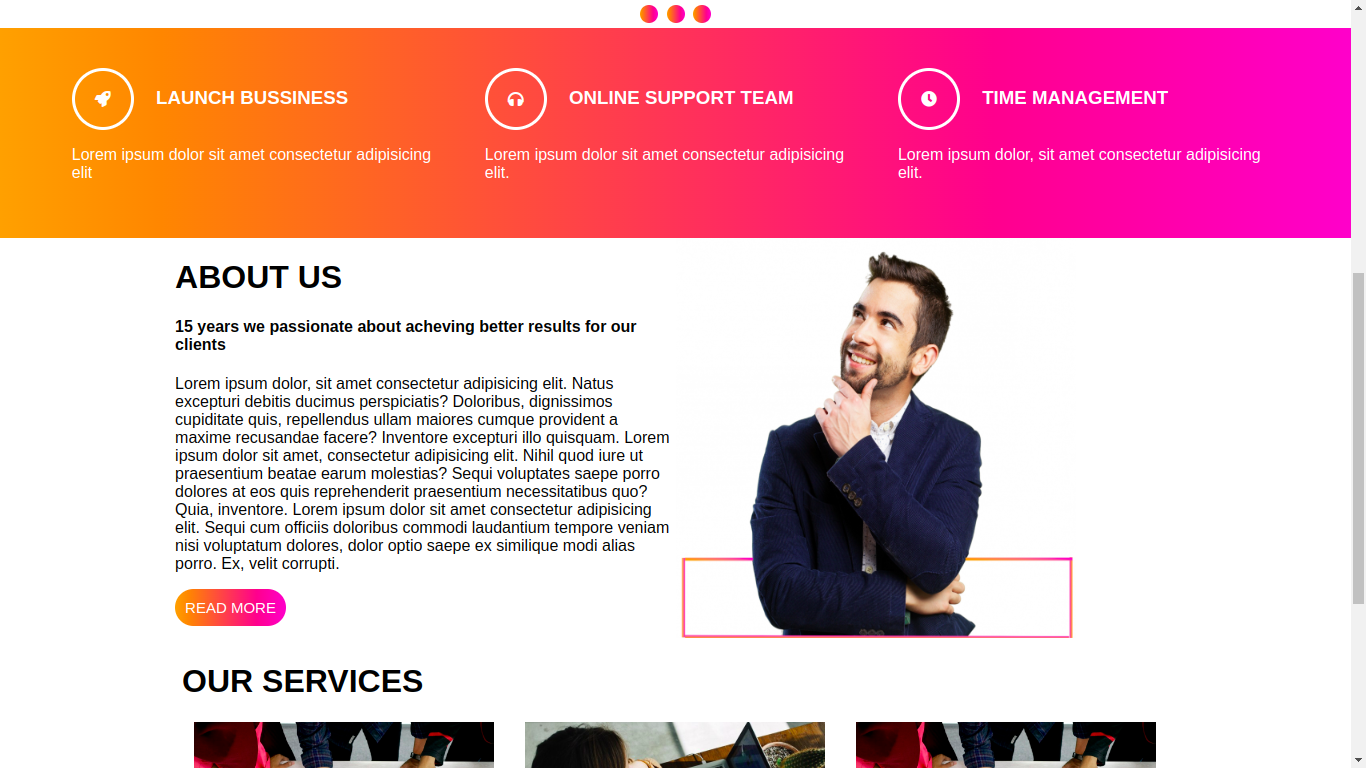 LAUNCH BUSSINESS
Lorem ipsum dolor sit amet consectetur adipisicing
elit
ONLINE SUPPORT TEAM
Lorem ipsum dolor sit amet consectetur adipisicing
elit.
TIME MANAGEMENT
Lorem ipsum dolor, sit amet consectetur adipisicing
elit.
ABOUT US
15 years we passionate about acheving better results for our
clients
Lorem ipsum dolor, sit amet consectetur adipisicing elit. Natus
excepturi debitis ducimus perspiciatis? Doloribus, dignissimos
cupiditate quis, repellendus ullam maiores cumque provident a
maxime recusandae facere? Inventore excepturi illo quisquam. Lorem
ipsum dolor sit amet, consectetur adipisicing elit. Nihil quod iure ut
praesentium beatae earum molestias? Sequi voluptates saepe porro
dolores at eos quis reprehenderit praesentium necessitatibus quo?
Quia, inventore. Lorem ipsum dolor sit amet consectetur adipisicing
elit. Sequi cum officiis doloribus commodi laudantium tempore veniam
nisi voluptatum dolores, dolor optio saepe ex similique modi alias
porro. Ex, velit corrupti.
READ MORE
OUR SERVICES